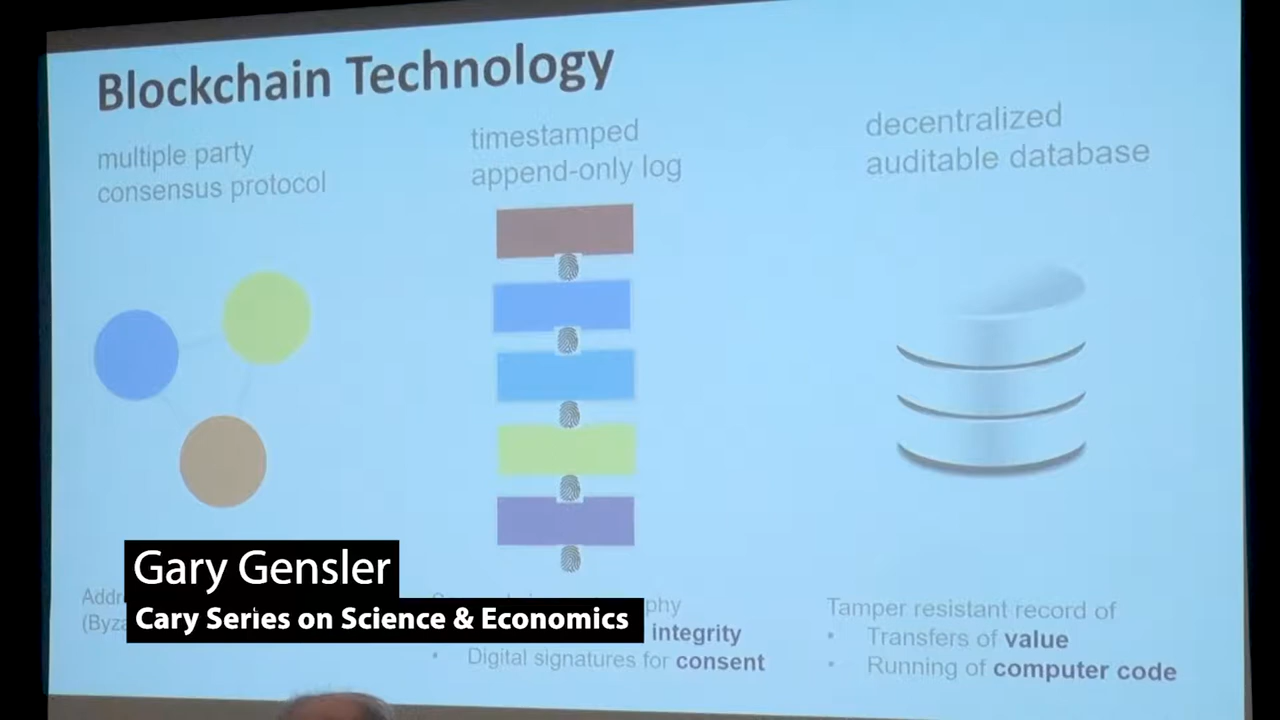 Blockchain Technology
multiple party
consensus protocol
timestamped
append-only log
decentralized
auditable database
Gary Gensler
Cary Series on Science & Economics
integrity
• Digital signatures for consent
Tamper resistant record of
• Transfers of value
• Running of computer code